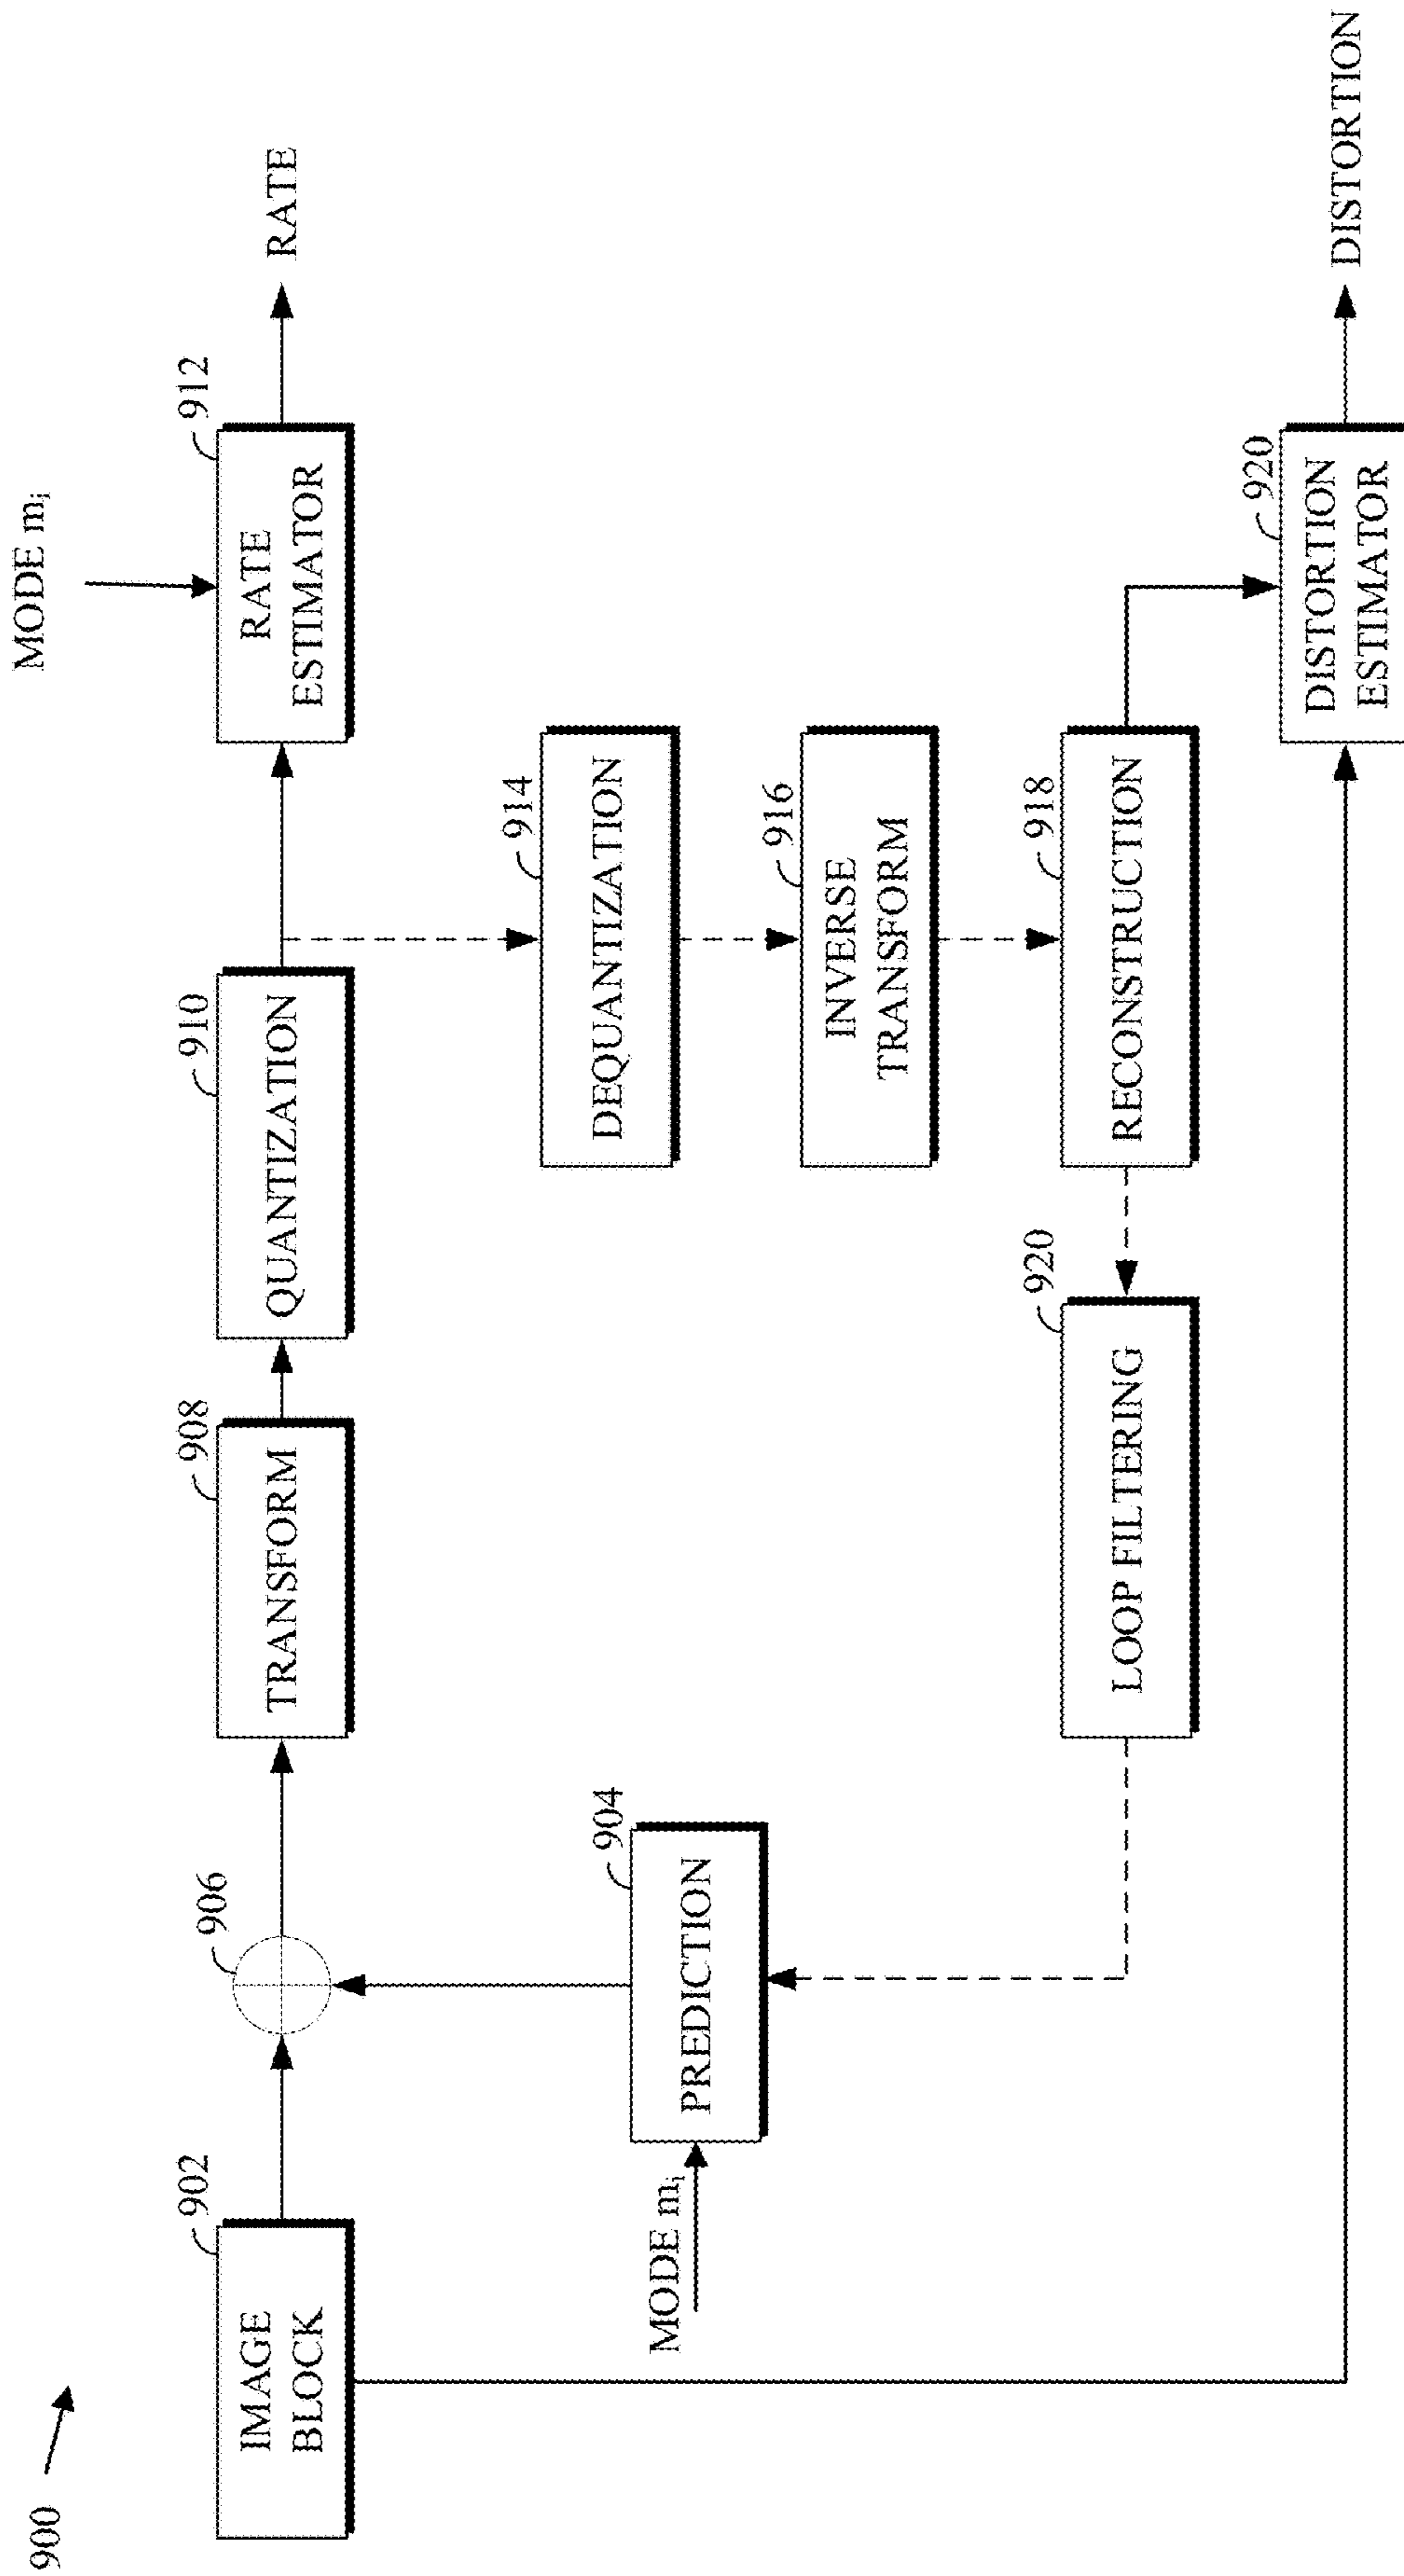 900
MODE mi
902
IMAGE
BLOCK
906
908
TRANSFORM
910
QUANTIZATION
912
RATE
ESTIMATOR
RATE
MODE mi
904
PREDICTION
914
DEQUANTIZATION
916
INVERSE
TRANSFORM
920
LOOP FILTERING
918
RECONSTRUCTION
920
DISTORTION
ESTIMATOR
DISTORTION